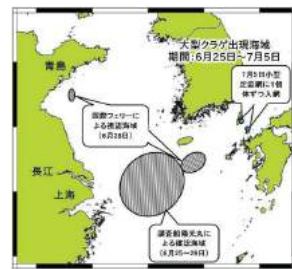 大型クラゲ出現海域
期間:6月25日～7月5日
青島
7月5日小型
定置網に1個
体ずつ入網
国際フェリーに
よる確認海域
(6月28日)
長江
上海
調査船陽光丸に
よる確認海域
(6月25～26日)